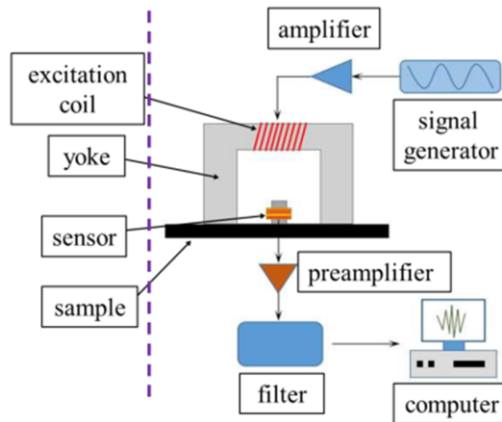 amplifier
excitation
coil
signal
generator
yoke
sensor
preamplifier
sample
filter
computer